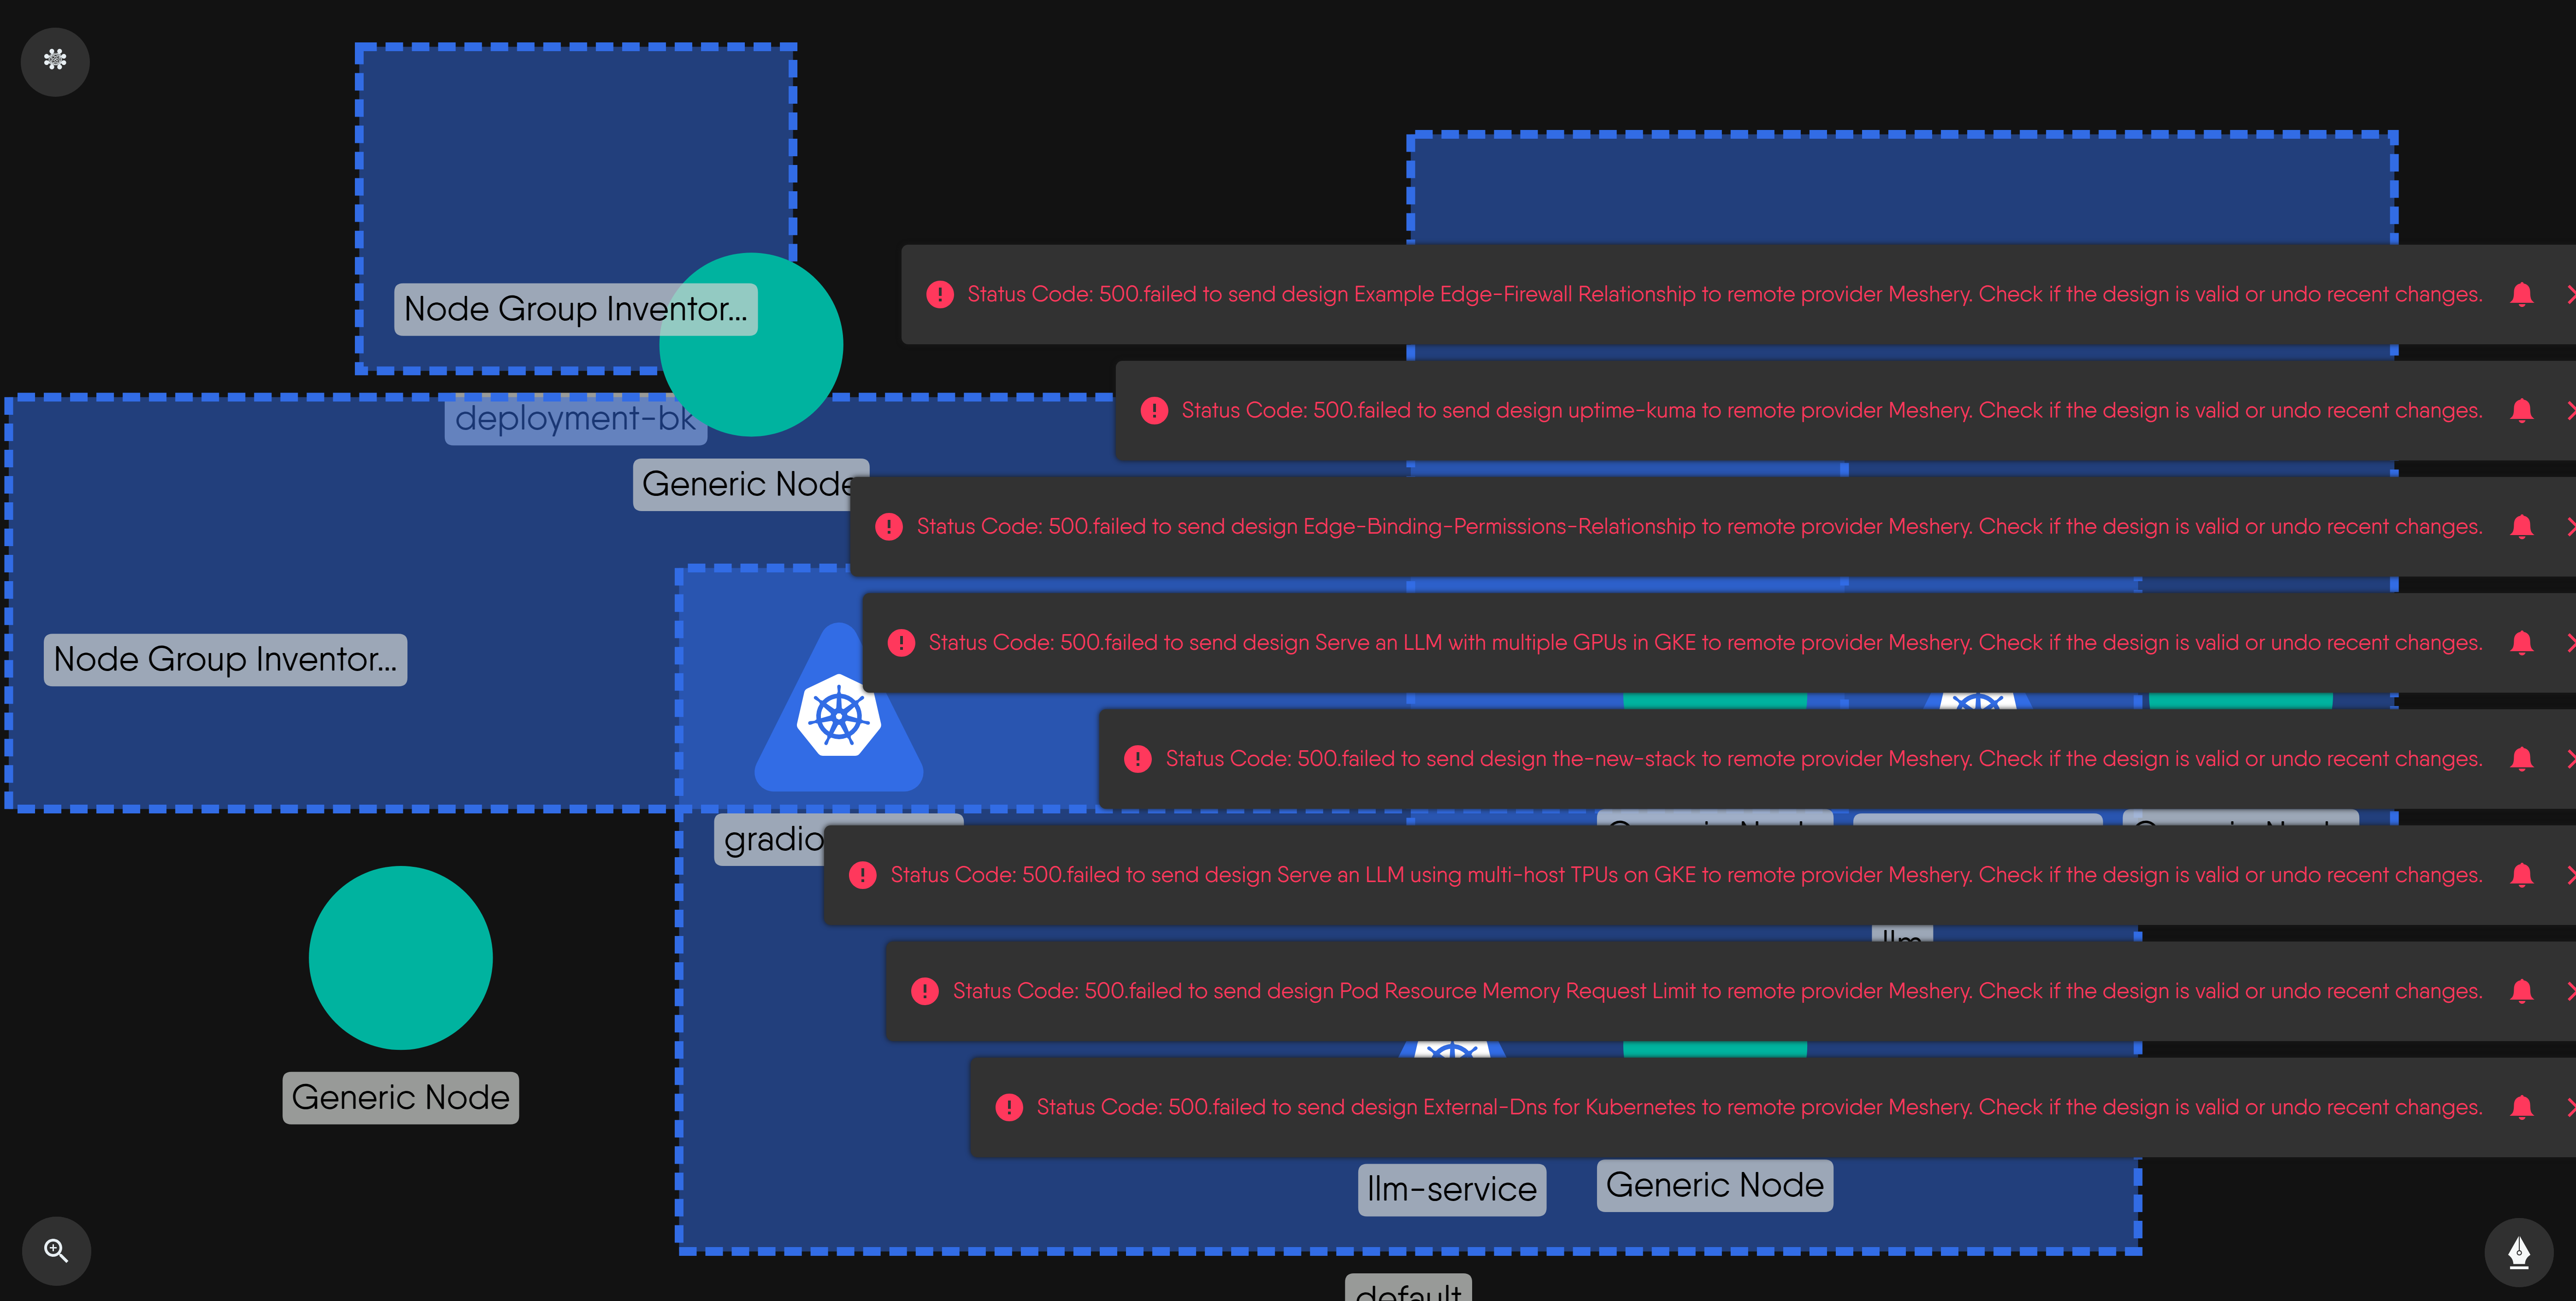 Node Group Inventor...
Status Code: 500.failed to send design Example Edge-Firewall Relationship to remote provider Meshery. Check if the design is valid or undo recent changes.
deployment-bk
Status Code: 500.failed to send design uptime-kuma to remote provider Meshery. Check if the design is valid or undo recent changes.
Generic Node
Status Code: 500.failed to send design Edge-Binding-Permissions-Relationship to remote provider Meshery. Check if the design is valid or undo recent changes.
Node Group Inventor...
Status Code: 500.failed to send design Serve an LLM with multiple GPUs in GKE to remote provider Meshery. Check if the design is valid or undo recent changes.
Status Code: 500.failed to send design the-new-stack to remote provider Meshery. Check if the design is valid or undo recent changes.
gradio
Status Code: 500.failed to send design Serve an LLM using multi-host TPUs on GKE to remote provider Meshery. Check if the design is valid or undo recent changes.
llm
Status Code: 500.failed to send design Pod Resource Memory Request Limit to remote provider Meshery. Check if the design is valid or undo recent changes.
Generic Node
Status Code: 500.failed to send design External-Dns for Kubernetes to remote provider Meshery. Check if the design is valid or undo recent changes.
llm-service
Generic Node
default